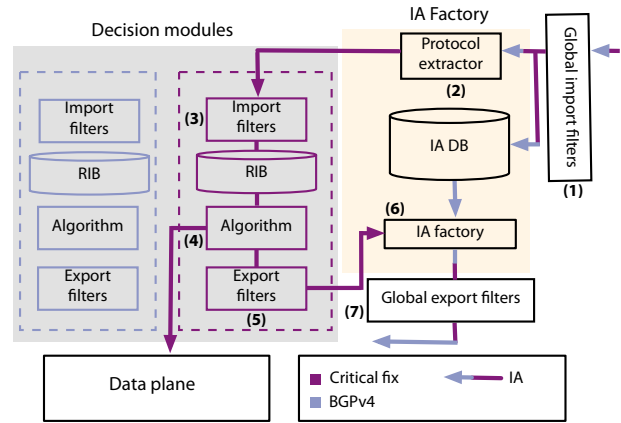 Decision modules
IA Factory
Import
filters
RIB
Algorithm
Export
filters
(3)
Import
filters
RIB
(4)
Algorithm
Export
filters
(5)
Protocol
extractor
(2)
Global import filters
(1)
IA DB
(6)
IA factory
(7)
Global export filters
Data plane
Critical fix
IA
BGPv4